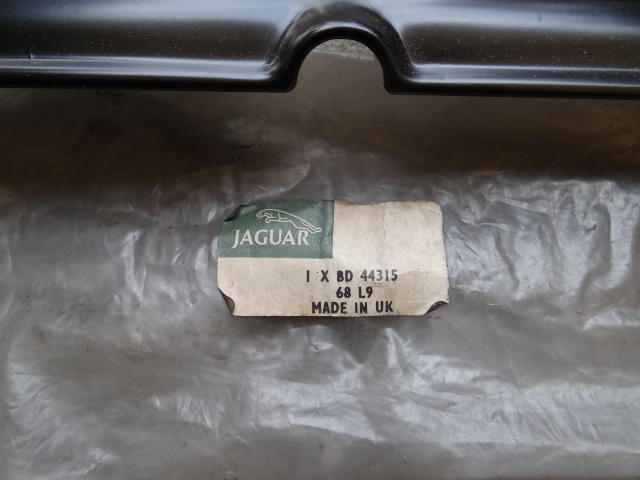 JAGUAR
1 X BD 44315
68 L9
MADE IN UK